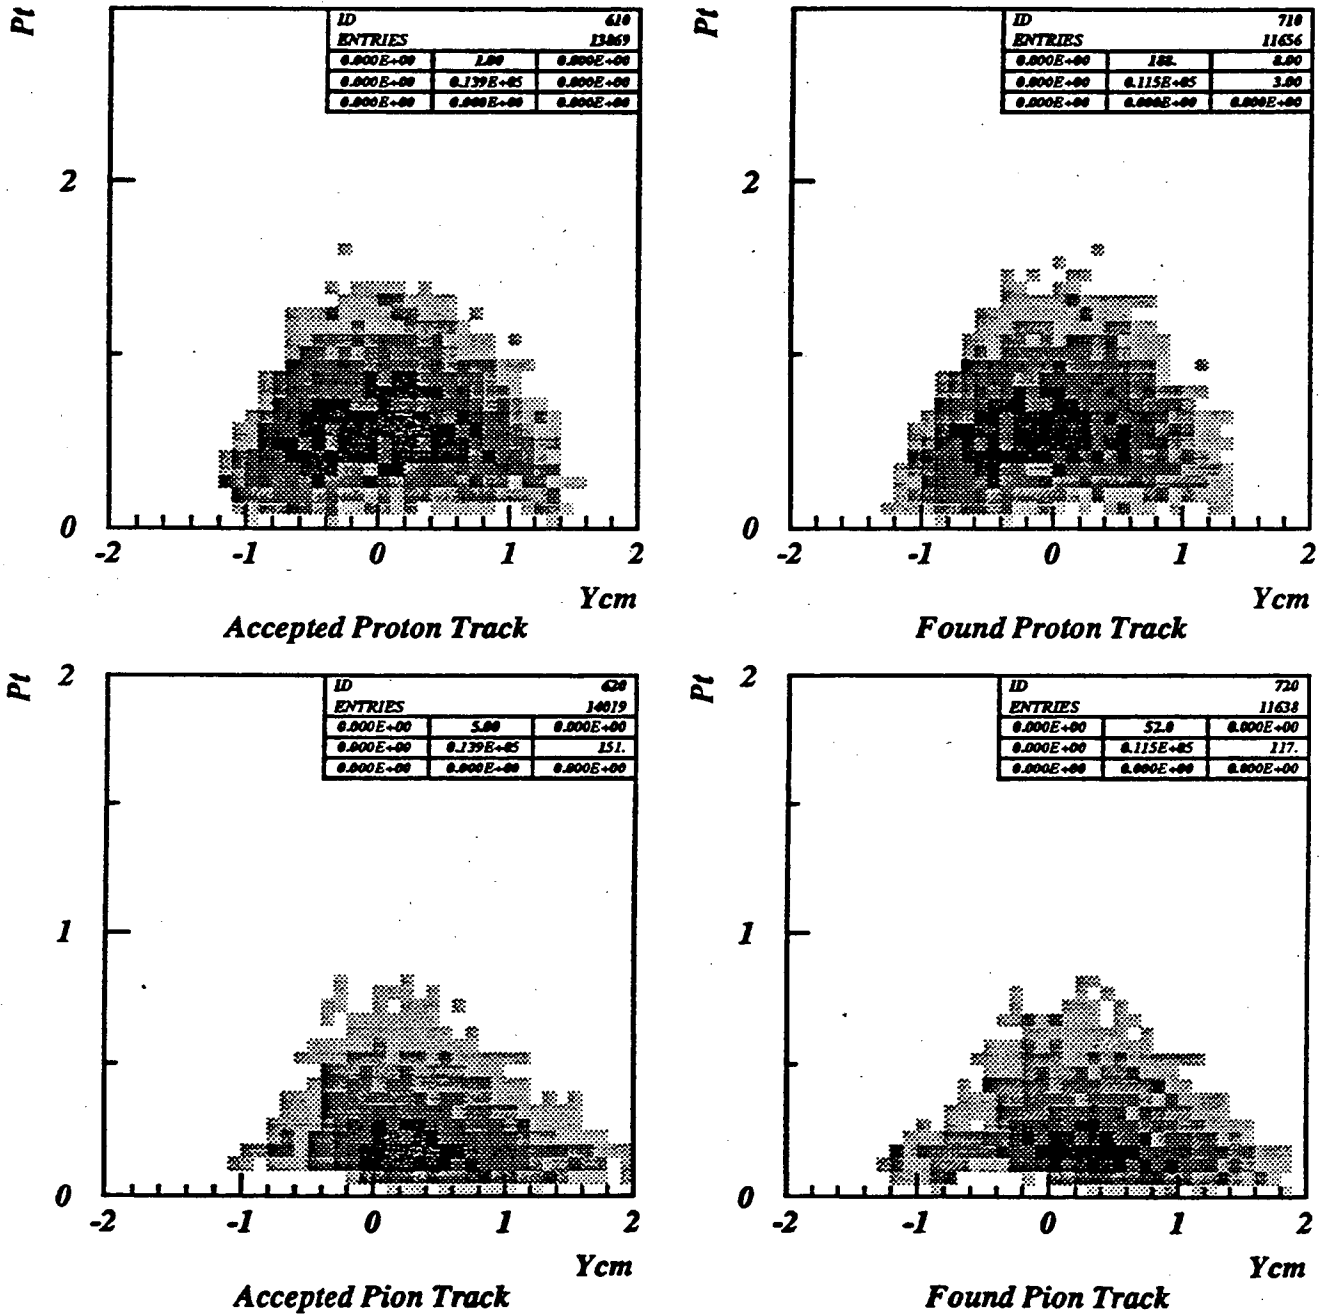 Pt
ID 610
ENTRIES 13869
0.000E+00 1.00 0.000E+00
0.000E+00 0.139E+05 0.000E+00
0.000E+00 0.000E+00 0.000E+00
2
0
-2 -1 0 1 2
Ycm
Accepted Proton Track
Pt
ID 710
ENTRIES 11656
0.000E+00 188. 8.00
0.000E+00 0.115E+05 3.00
0.000E+00 0.000E+00 0.000E+00
2
0
-2 -1 0 1 2
Ycm
Found Proton Track
Pt
ID 620
ENTRIES 14019
0.000E+00 5.00 0.000E+00
0.000E+00 0.139E+05 151.
0.000E+00 0.000E+00 0.000E+00
2
1
0
-2 -1 0 1 2
Ycm
Accepted Pion Track
Pt
ID 720
ENTRIES 11638
0.000E+00 52.0 0.000E+00
0.000E+00 0.115E+05 117.
0.000E+00 0.000E+00 0.000E+00
2
1
0
-2 -1 0 1 2
Ycm
Found Pion Track